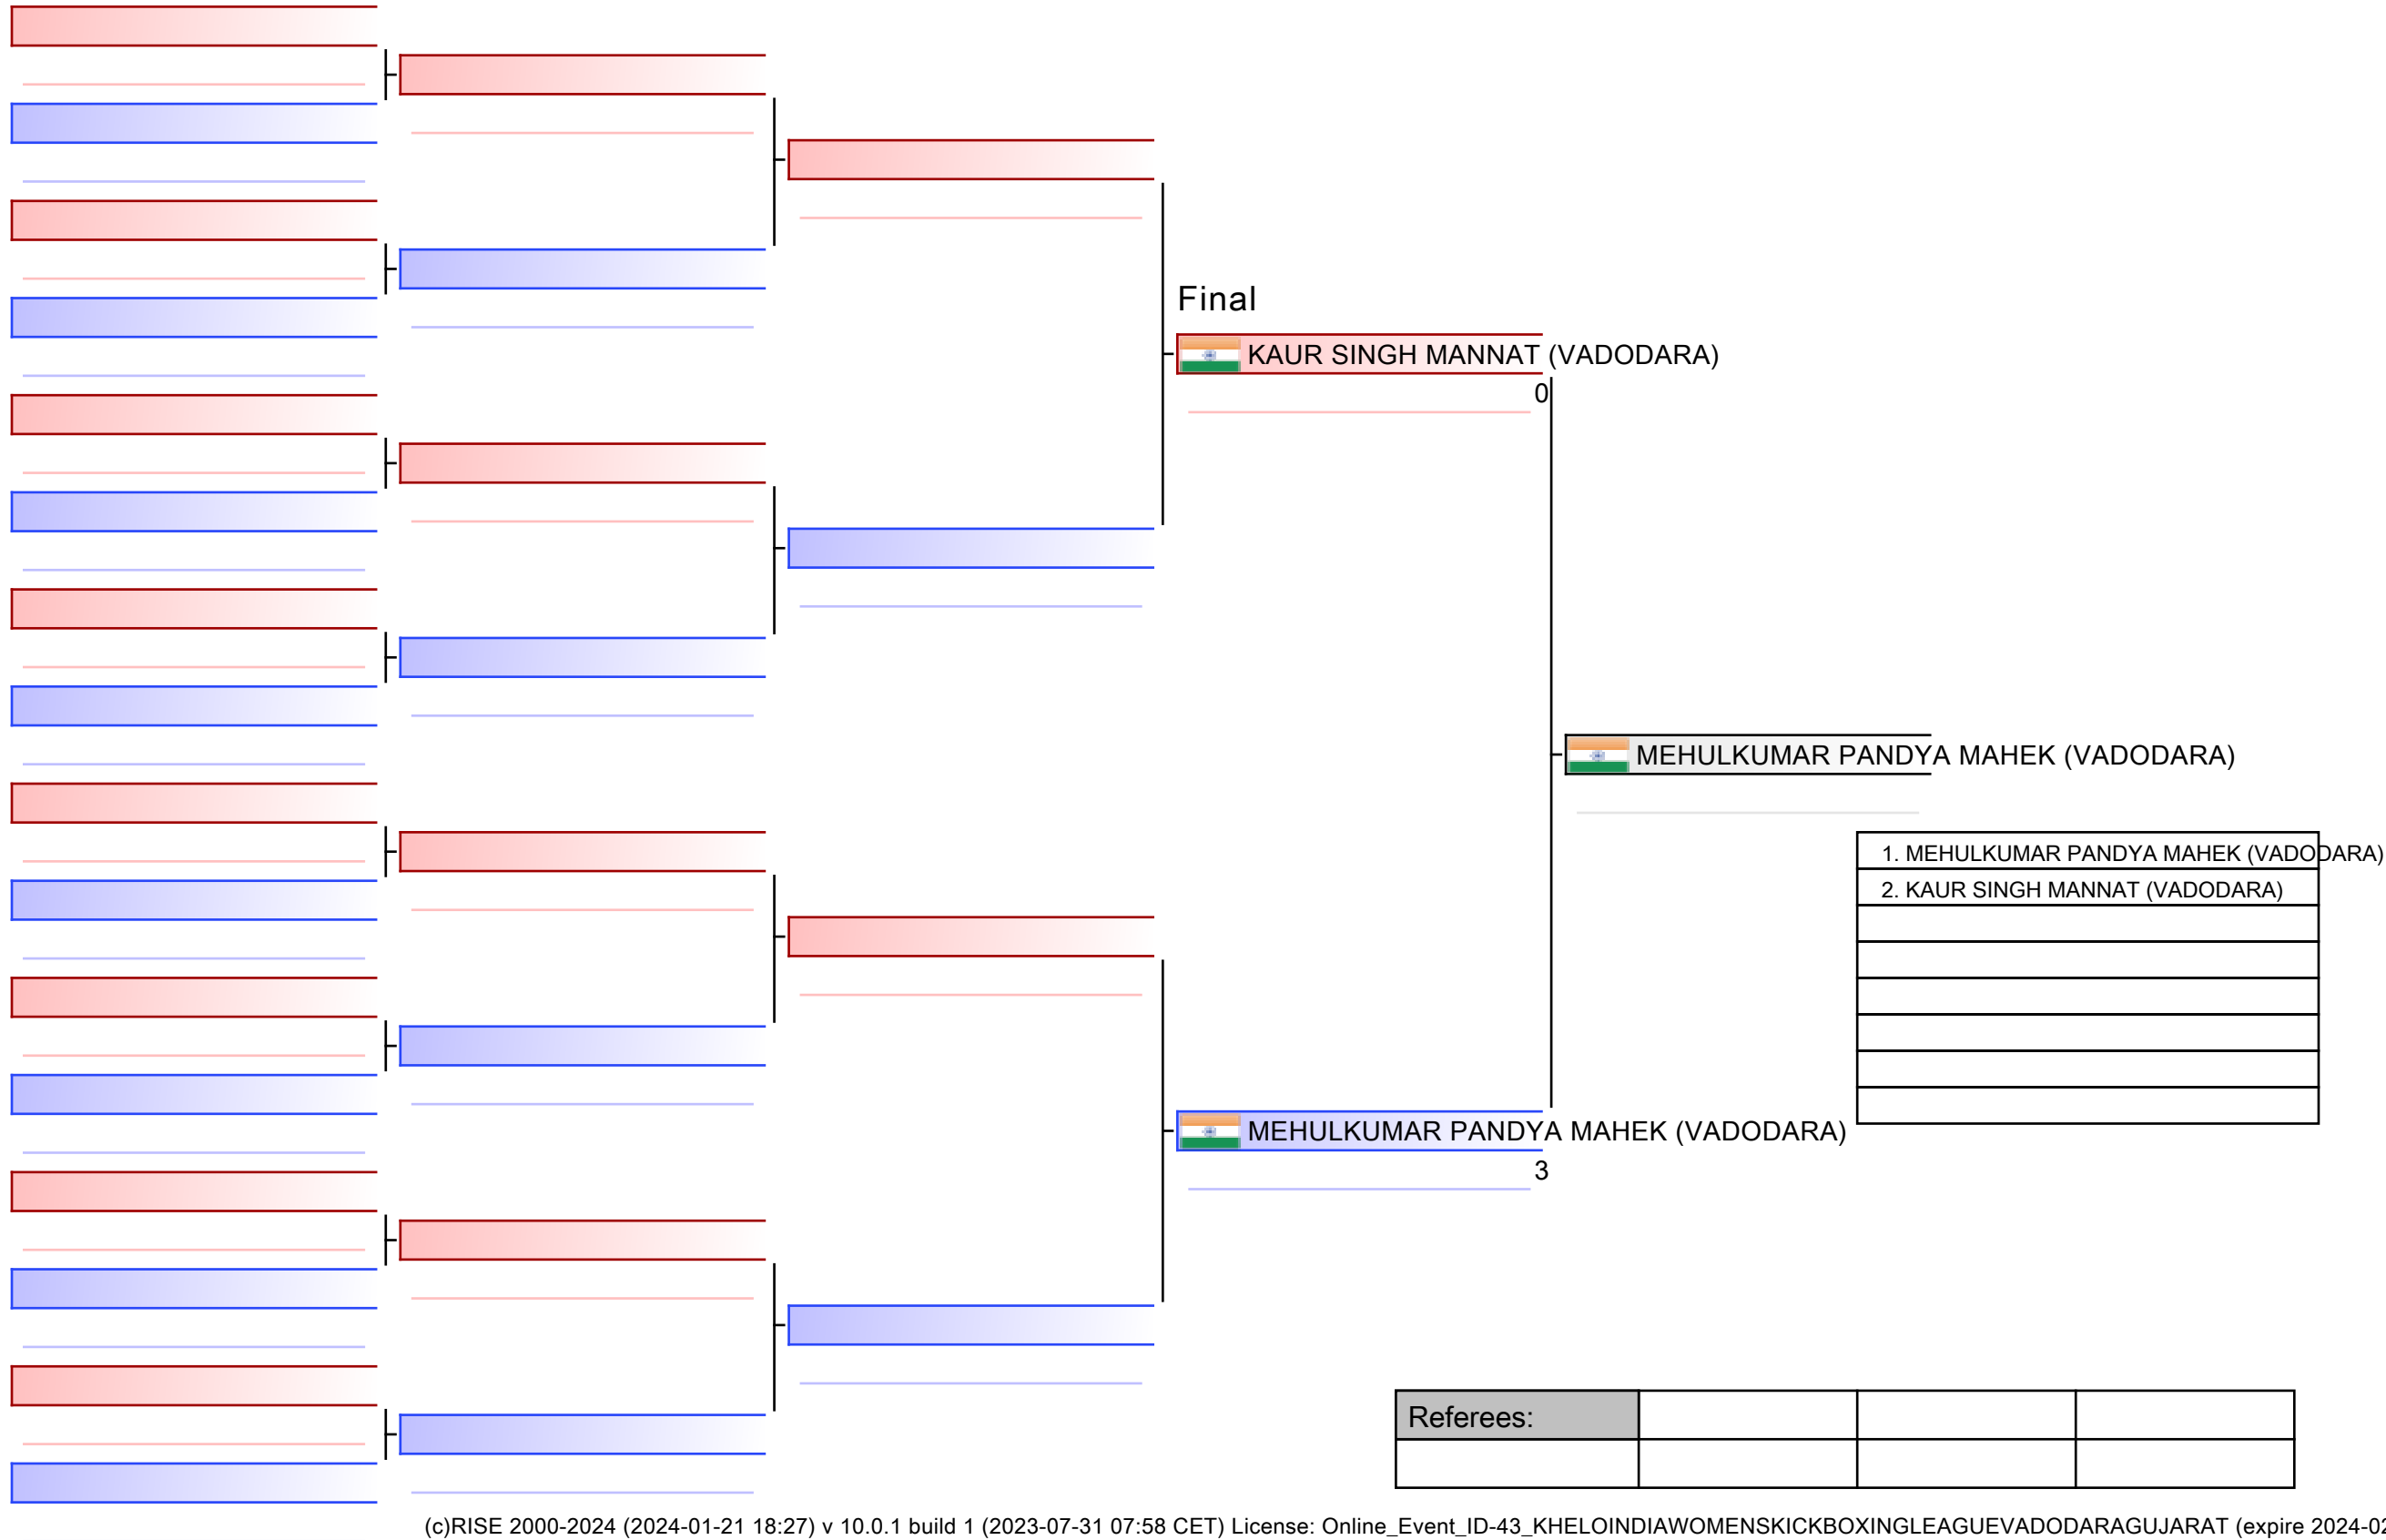 Final
KAUR SINGH MANNAT (VADODARA)
0
MEHULKUMAR PANDYA MAHEK (VADODARA)
1. MEHULKUMAR PANDYA MAHEK (VADODARA)
2. KAUR SINGH MANNAT (VADODARA)
MEHULKUMAR PANDYA MAHEK (VADODARA)
3
Referees:
(c)RISE 2000-2024 (2024-01-21 18:27) v 10.0.1 build 1 (2023-07-31 07:58 CET) License: Online_Event_ID-43_KHELOINDIAWOMENSKICKBOXINGLEAGUEVADODARAGUJARAT (expire 2024-02